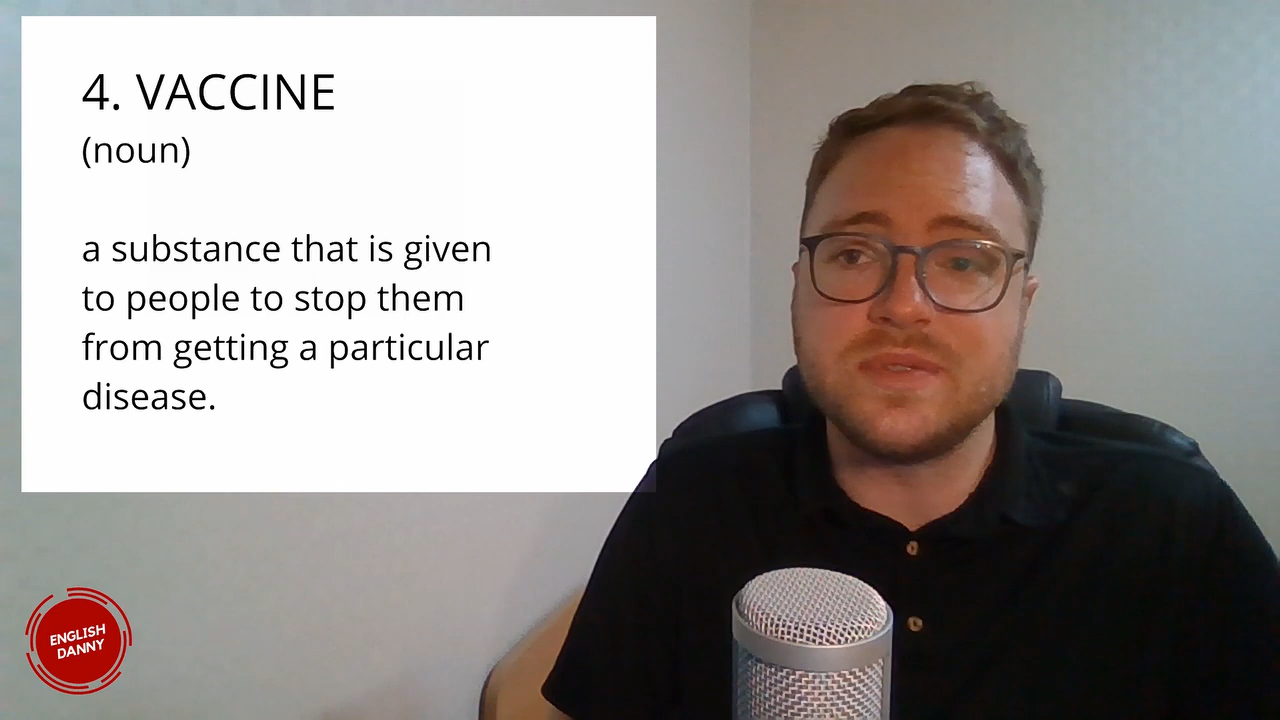 4. VACCINE
(noun)
a substance that is given
to people to stop them
from getting a particular
disease.
ENGLISH
DANNY